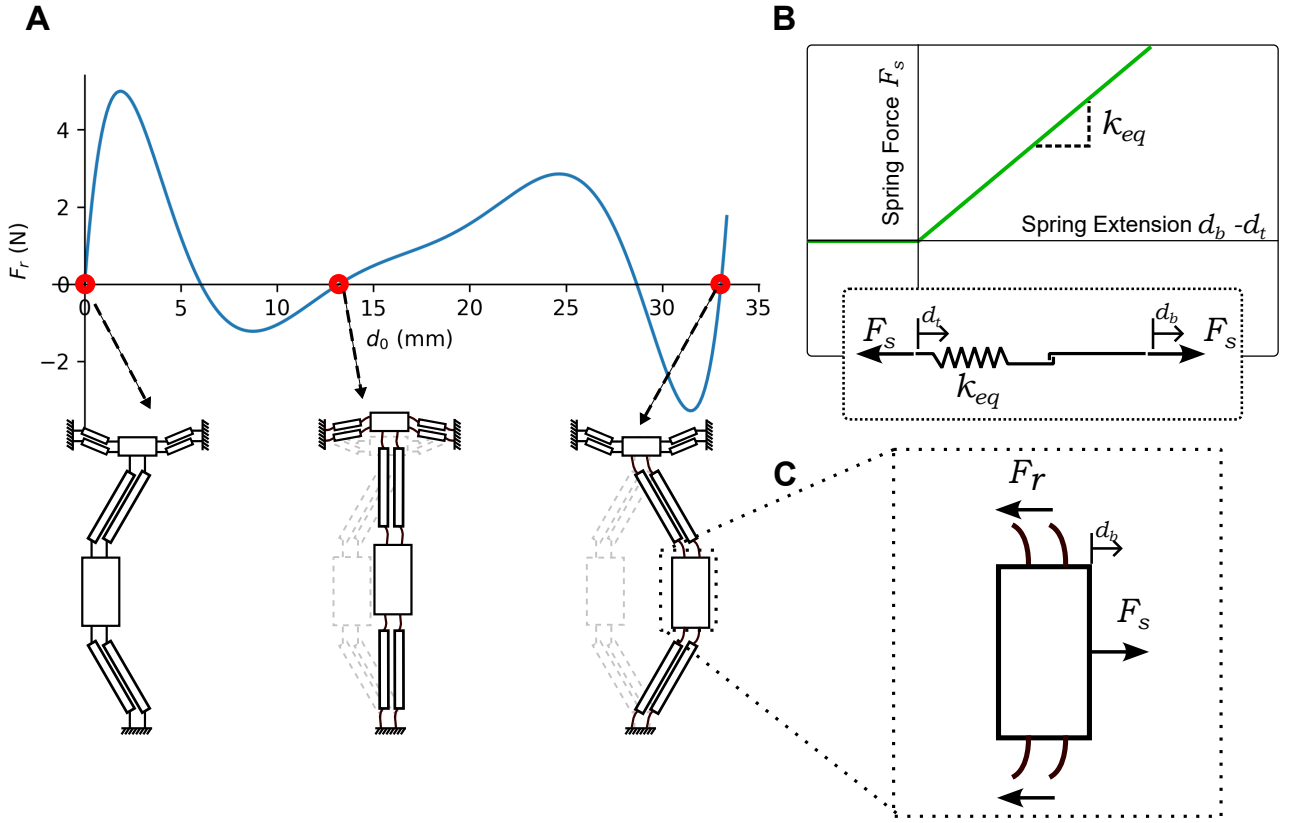 A
B
4
2
0
−2
F_r (N)
0
5
10
15
20
25
30
35
d_0 (mm)
Spring Force F_s
k_eq
Spring Extension d_b -d_t
F_s
d_t
d_b
F_s
k_eq
C
F_r
d_b
F_s